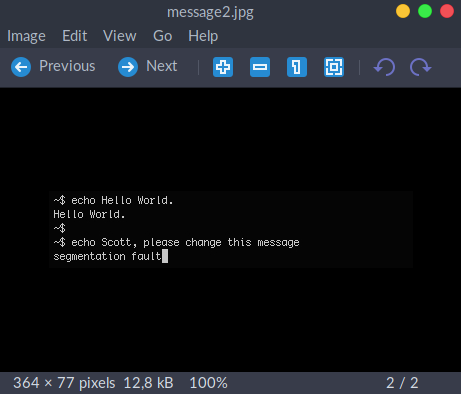 message2.jpg
Image Edit View Go Help
Previous Next
~$ echo Hello World.
Hello World.
~$
~$ echo Scott, please change this message
segmentation fault
364 × 77 pixels 12,8 kB 100% 2 / 2